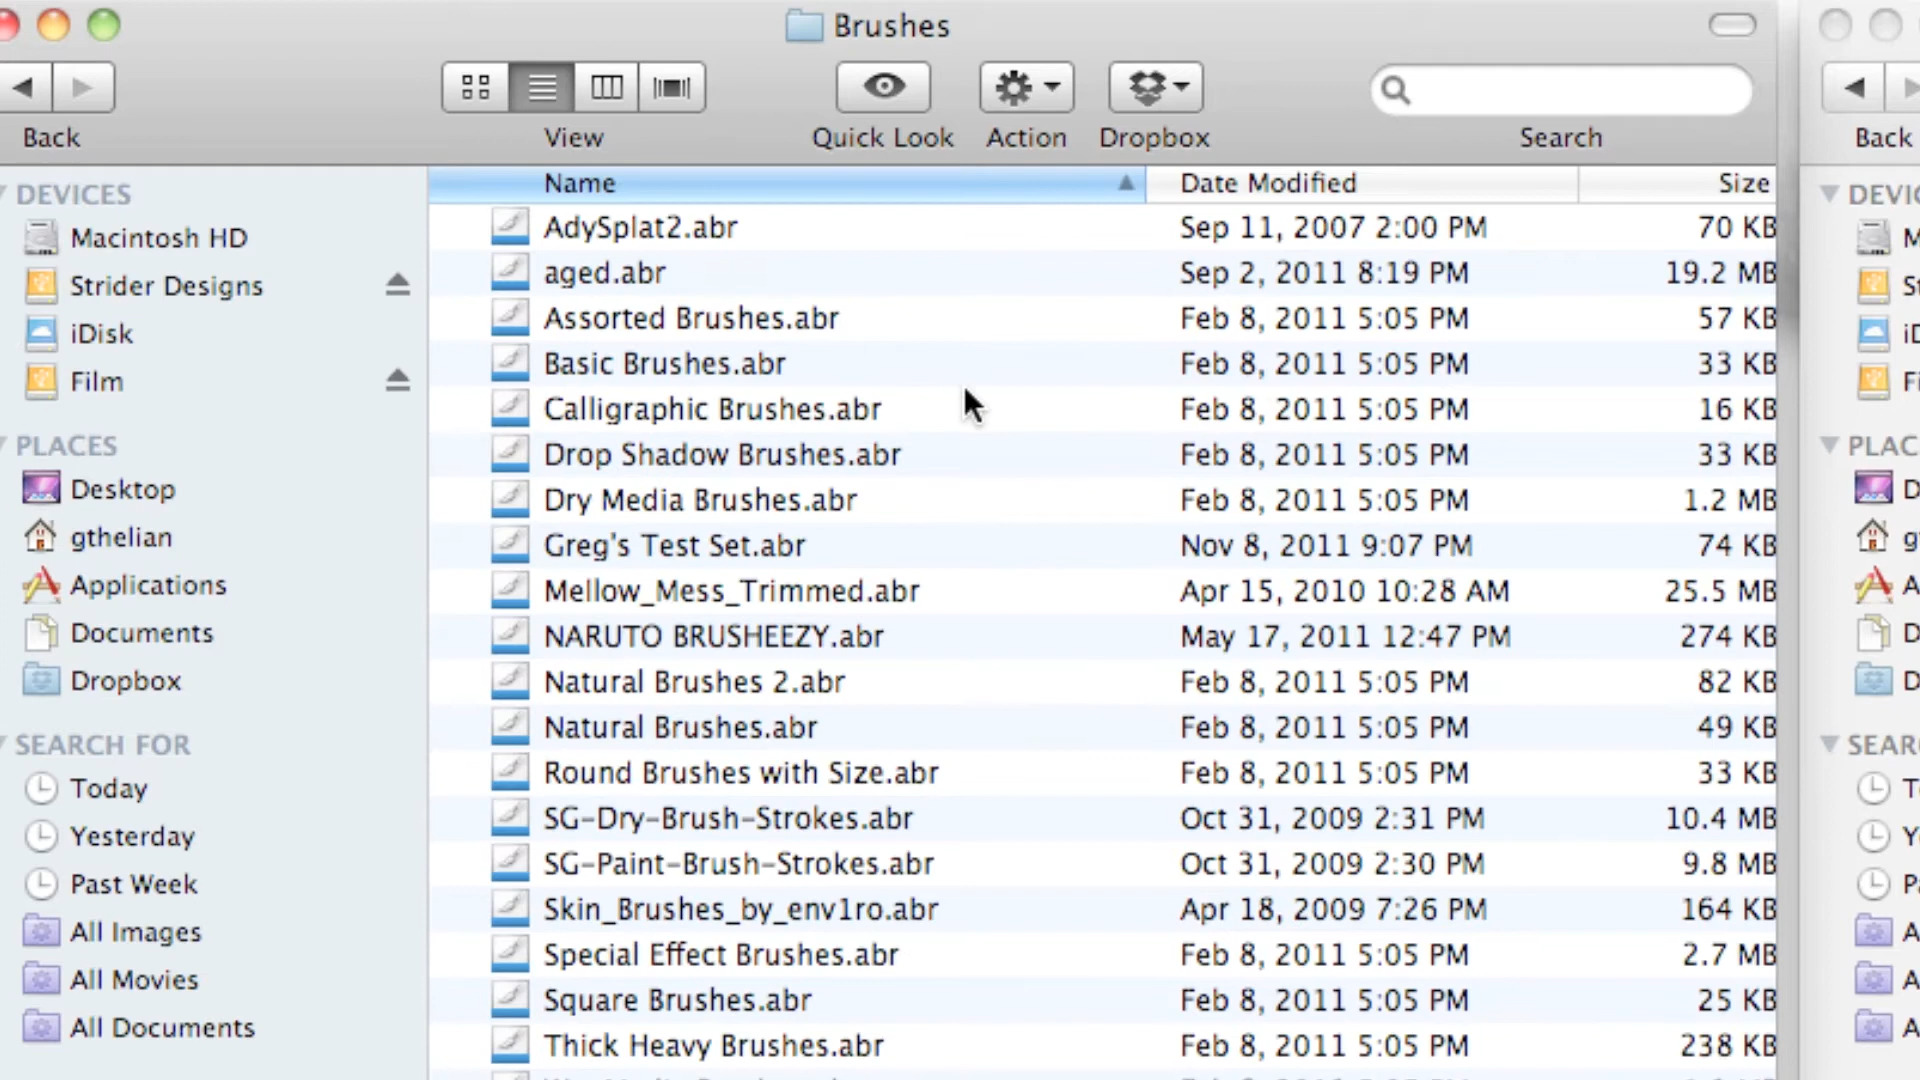 Brushes
Back
View
Quick Look
Action
Dropbox
Search
Back
DEVICES
Macintosh HD
Strider Designs
iDisk
Film
PLACES
Desktop
gthelian
Applications
Documents
Dropbox
SEARCH FOR
Today
Yesterday
Past Week
All Images
All Movies
All Documents
Name Date Modified Size
AdySplat2.abr Sep 11, 2007 2:00 PM 70 KB
aged.abr Sep 2, 2011 8:19 PM 19.2 MB
Assorted Brushes.abr Feb 8, 2011 5:05 PM 57 KB
Basic Brushes.abr Feb 8, 2011 5:05 PM 33 KB
Calligraphic Brushes.abr Feb 8, 2011 5:05 PM 16 KB
Drop Shadow Brushes.abr Feb 8, 2011 5:05 PM 33 KB
Dry Media Brushes.abr Feb 8, 2011 5:05 PM 1.2 MB
Greg's Test Set.abr Nov 8, 2011 9:07 PM 74 KB
Mellow_Mess_Trimmed.abr Apr 15, 2010 10:28 AM 25.5 MB
NARUTO BRUSHEEZY.abr May 17, 2011 12:47 PM 274 KB
Natural Brushes 2.abr Feb 8, 2011 5:05 PM 82 KB
Natural Brushes.abr Feb 8, 2011 5:05 PM 49 KB
Round Brushes with Size.abr Feb 8, 2011 5:05 PM 33 KB
SG-Dry-Brush-Strokes.abr Oct 31, 2009 2:31 PM 10.4 MB
SG-Paint-Brush-Strokes.abr Oct 31, 2009 2:30 PM 9.8 MB
Skin_Brushes_by_env1ro.abr Apr 18, 2009 7:26 PM 164 KB
Special Effect Brushes.abr Feb 8, 2011 5:05 PM 2.7 MB
Square Brushes.abr Feb 8, 2011 5:05 PM 25 KB
Thick Heavy Brushes.abr Feb 8, 2011 5:05 PM 238 KB